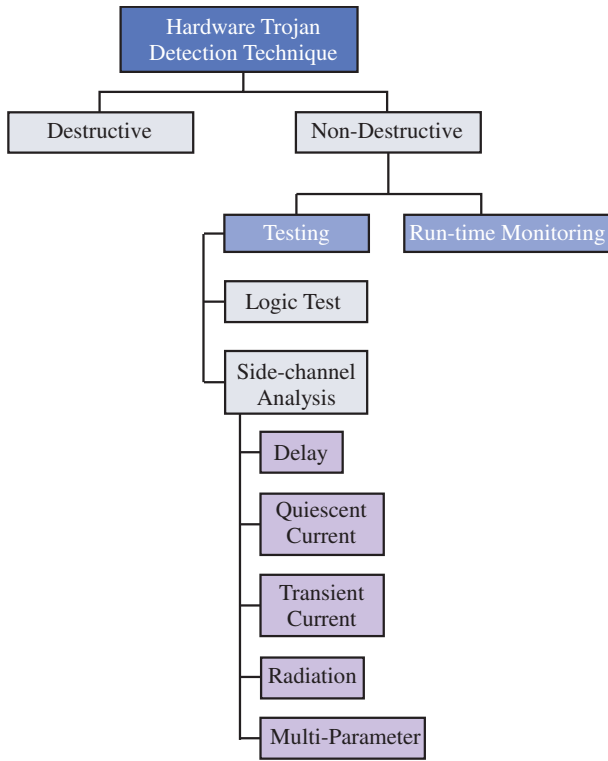 Hardware Trojan
Detection Technique
Destructive
Non-Destructive
Testing
Run-time Monitoring
Logic Test
Side-channel
Analysis
Delay
Quiescent
Current
Transient
Current
Radiation
Multi-Parameter